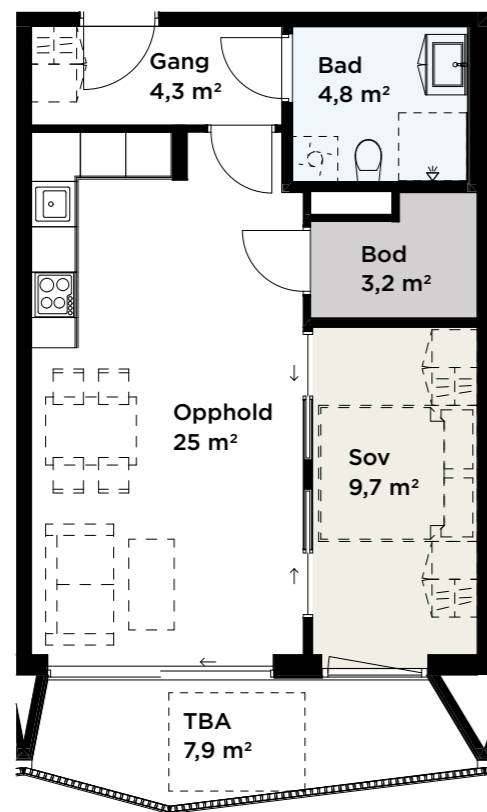 Gang
4,3 m²
Bad
4,8 m²
Bod
3,2 m²
Opphold
25 m²
Sov
9,7 m²
TBA
7,9 m²